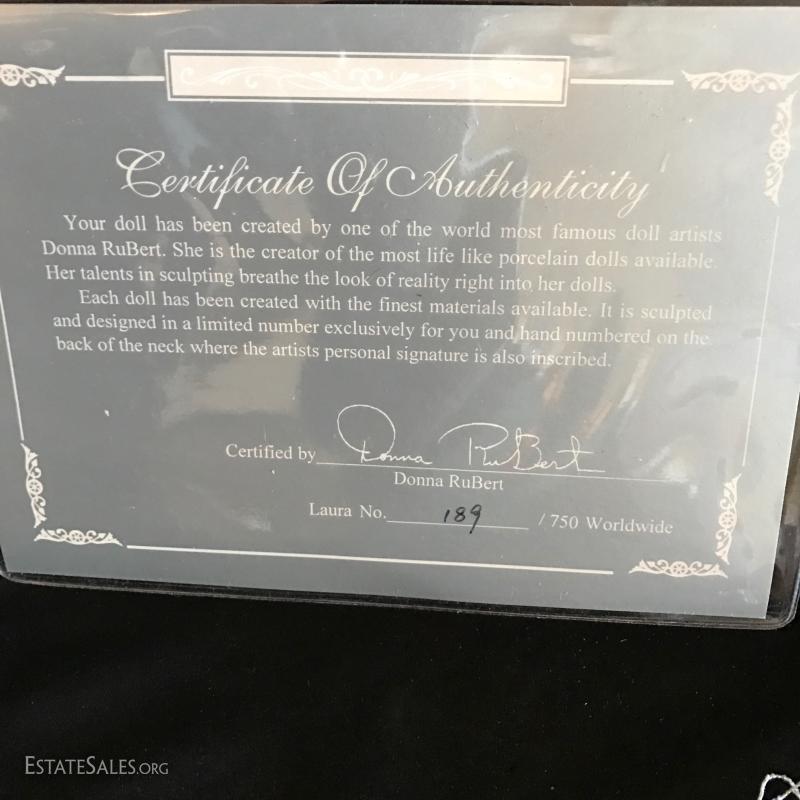 Certificate Of Authenticity
Your doll has been created by one of the world most famous doll artists
Donna RuBert. She is the creator of the most life like porcelain dolls available.
Her talents in sculpting breathe the look of reality right into her dolls.
Each doll has been created with the finest materials available. It is sculpted
and designed in a limited number exclusively for you and hand numbered on the
back of the neck where the artists personal signature is also inscribed.
Certified by Donna RuBert
Donna RuBert
Laura No. 189 / 750 Worldwide
ESTATESALES.ORG